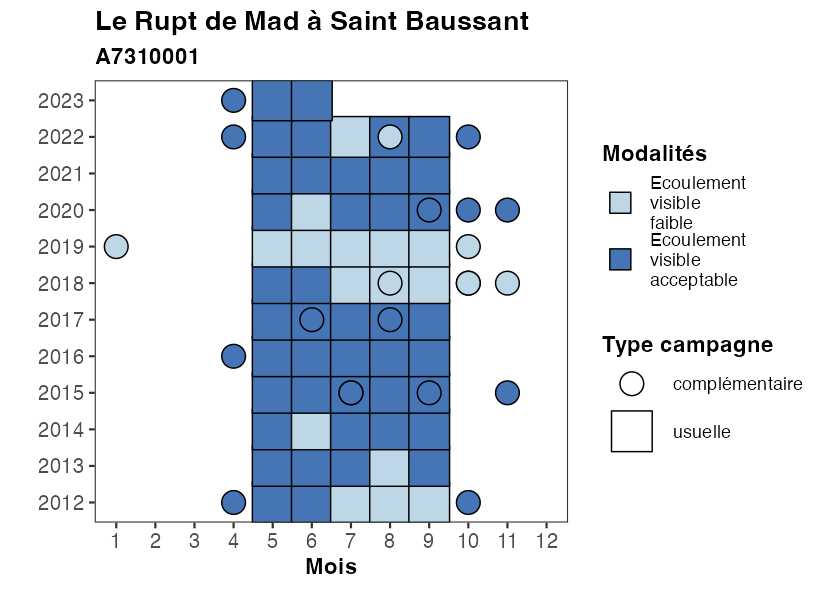 Le Rupt de Mad à Saint Baussant
A7310001
2023
2022
2021
2020
2019
2018
2017
2016
2015
2014
2013
2012
1 2 3 4 5 6 7 8 9 10 11 12
Mois
Modalités
Ecoulement
visible
faible
Ecoulement
visible
acceptable
Type campagne
complémentaire
usuelle